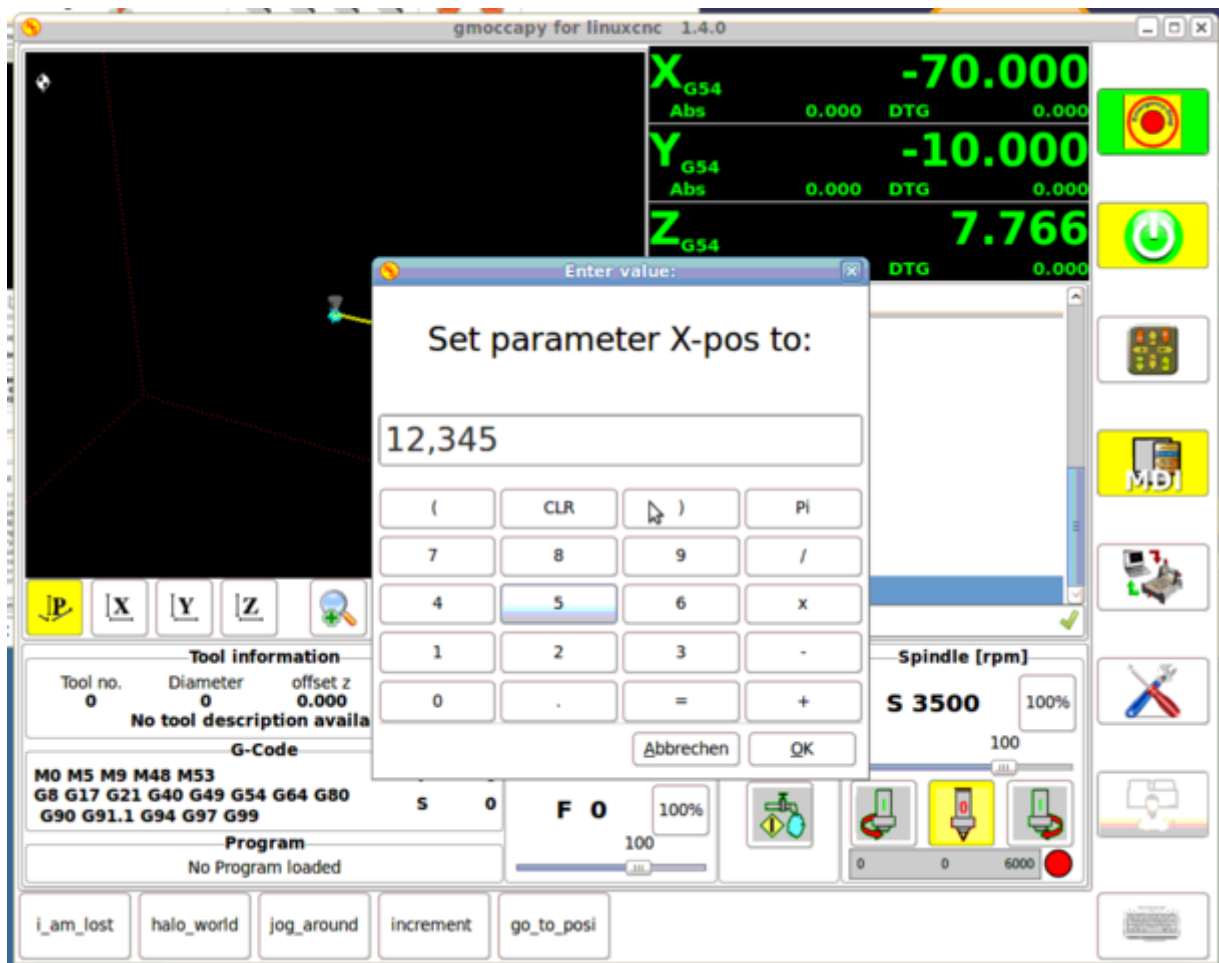 gmoccapy for linuxcnc 1.4.0
X G54 -70.000
Abs 0.000 DTG 0.000
Y G54 -10.000
Abs 0.000 DTG 0.000
Z G54 7.766
DTG 0.000
Enter value:
Set parameter X-pos to:
12,345
( CLR ) Pi
7 8 9 /
4 5 6 x
1 2 3 -
0 . = +
Abbrechen OK
MDI
P X Y Z
Tool information
Tool no. Diameter offset z
0 0 0.000
No tool description availa
G-Code
M0 M5 M9 M48 M53
G8 G17 G21 G40 G49 G54 G64 G80
G90 G91.1 G94 G97 G99
Program
No Program loaded
S 0
F 0 100%
100
Spindle [rpm]
S 3500 100%
100
0 0 6000
i_am_lost halo_world jog_around increment go_to_posi